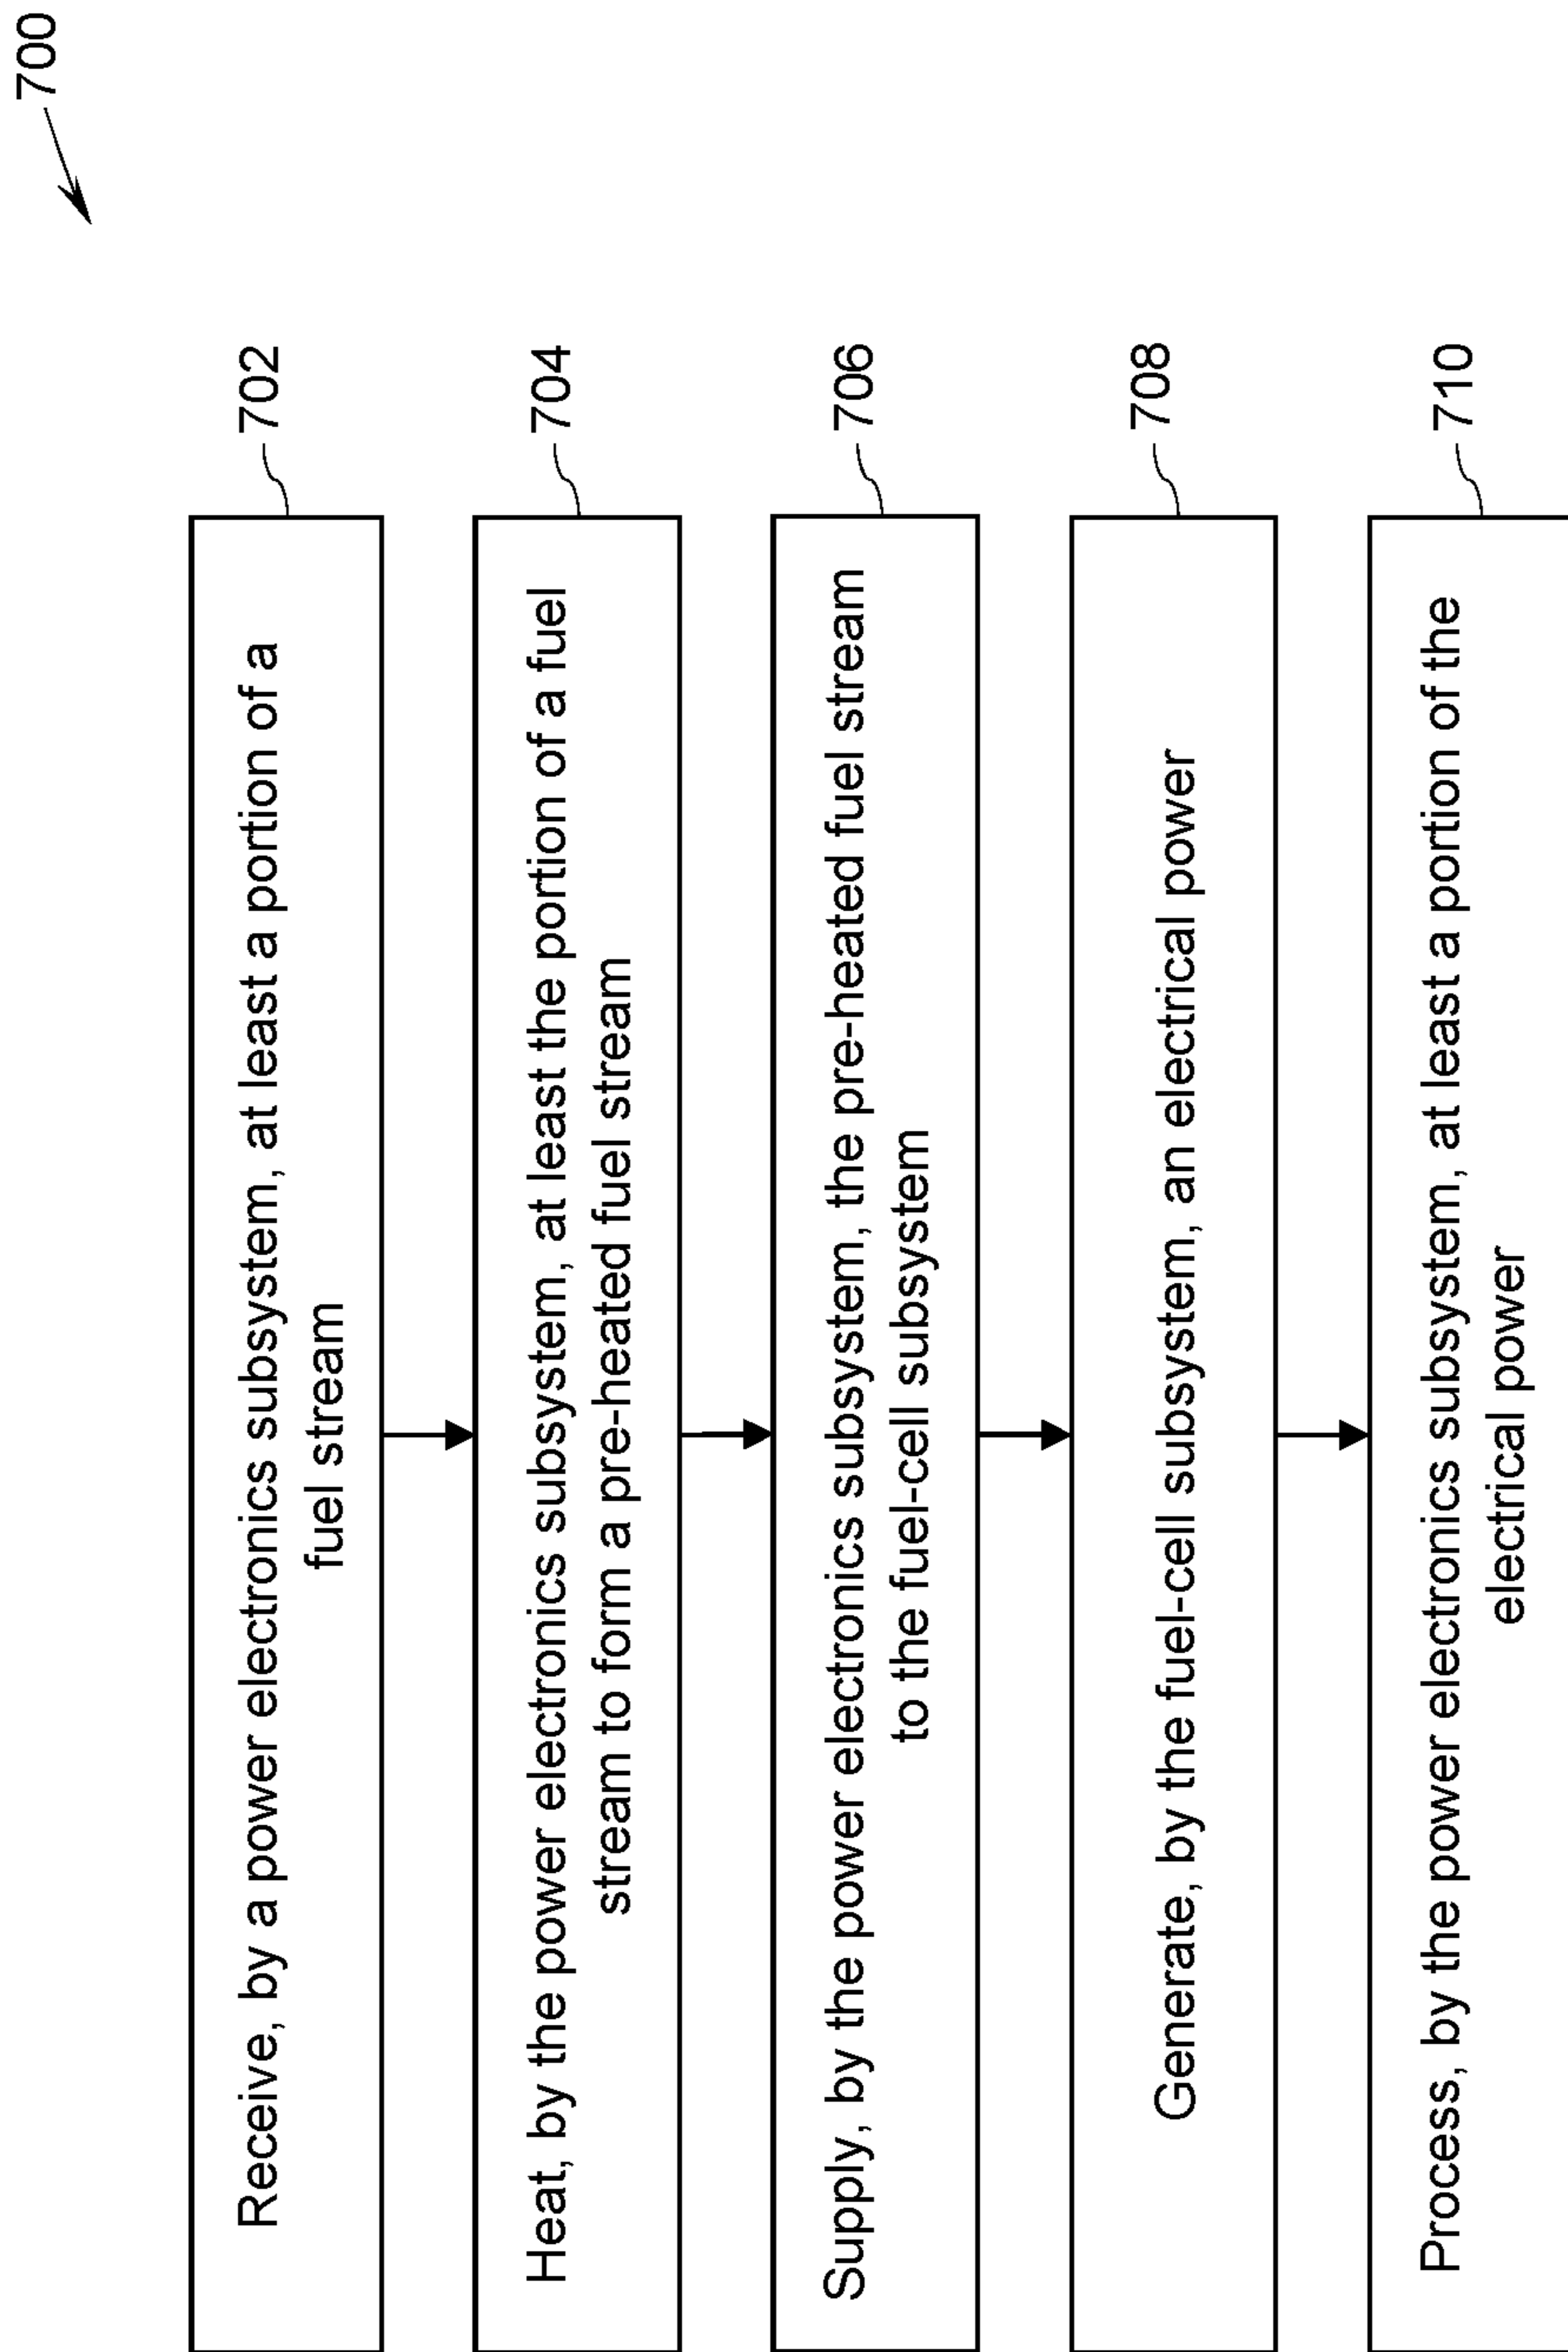 700
Receive, by a power electronics subsystem, at least a portion of a
fuel stream
702
Heat, by the power electronics subsystem, at least the portion of a fuel
stream to form a pre-heated fuel stream
704
Supply, by the power electronics subsystem, the pre-heated fuel stream
to the fuel-cell subsystem
706
Generate, by the fuel-cell subsystem, an electrical power
708
Process, by the power electronics subsystem, at least a portion of the
electrical power
710